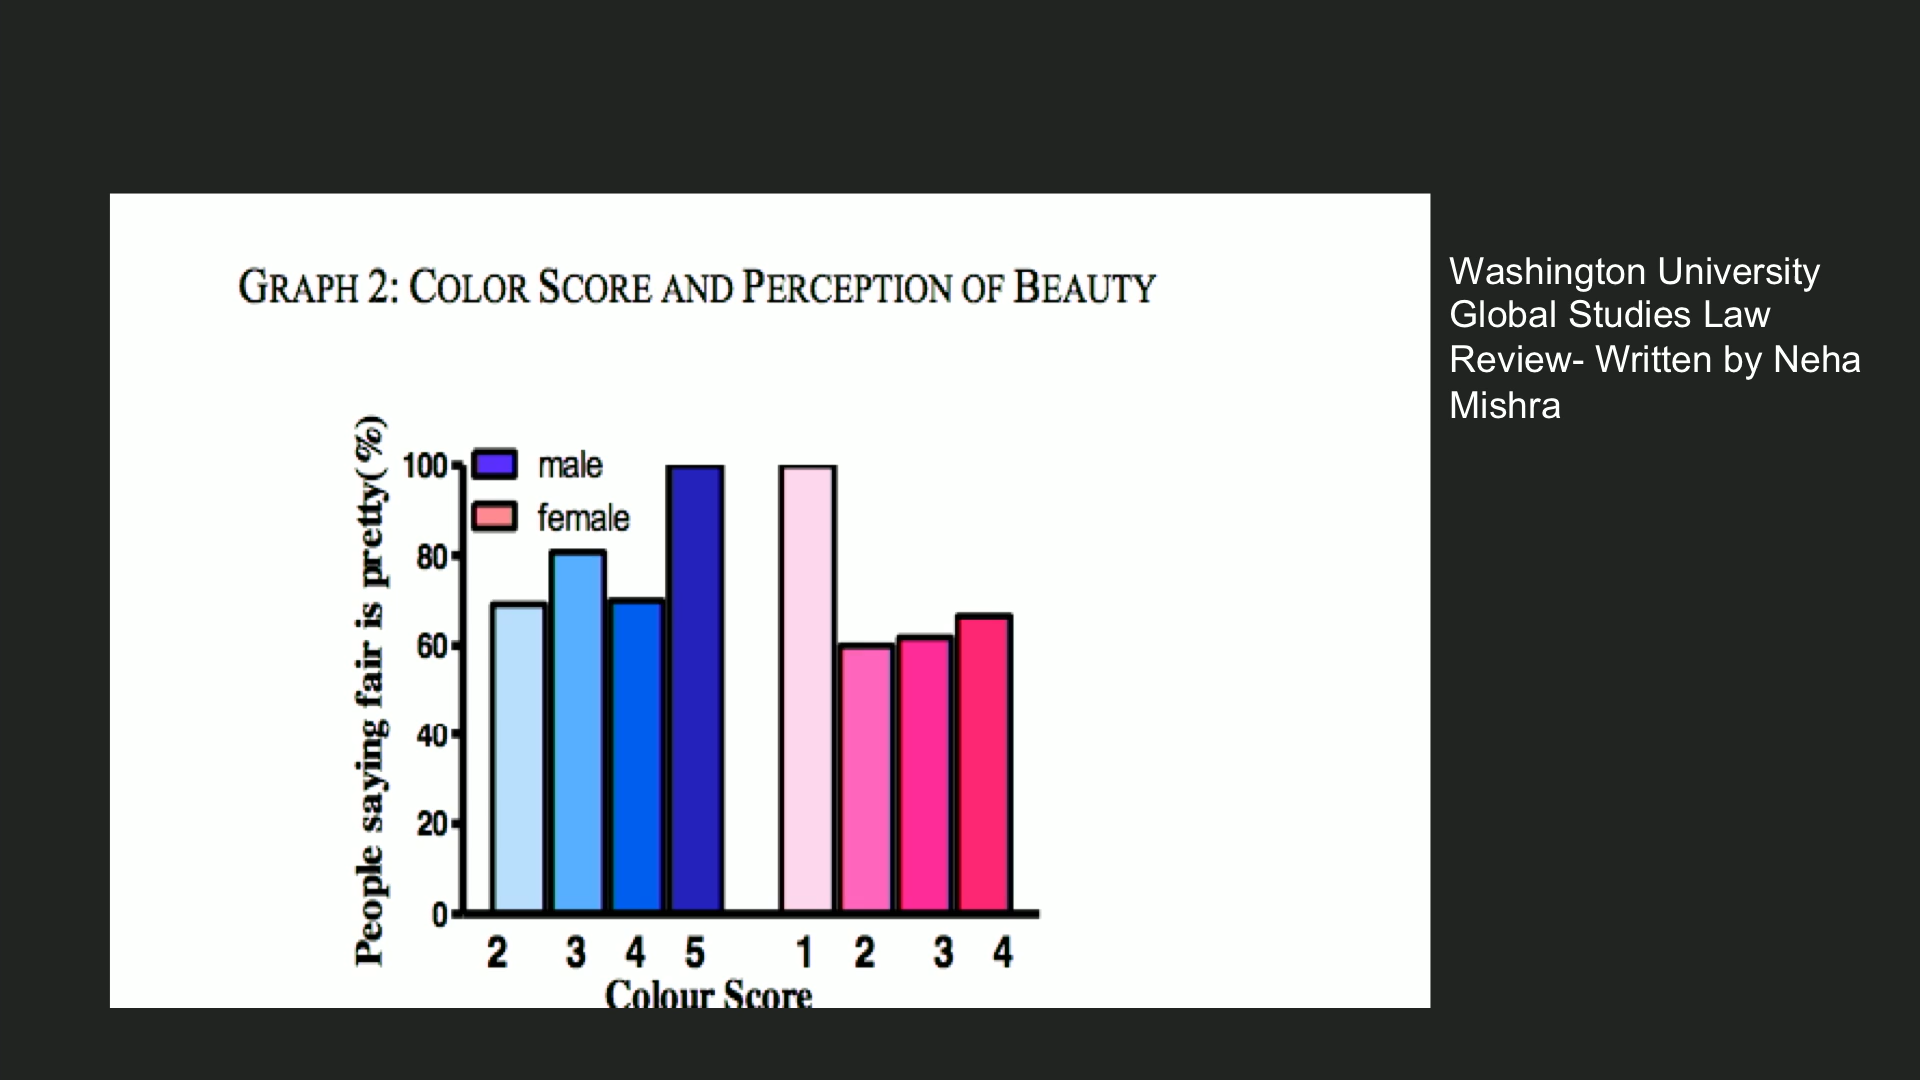 GRAPH 2: COLOR SCORE AND PERCEPTION OF BEAUTY
Washington University
Global Studies Law
Review- Written by Neha
Mishra
People saying fair is pretty(%)
male
female
100
80
60
40
20
0
2 3 4 5 1 2 3 4
Colour Score